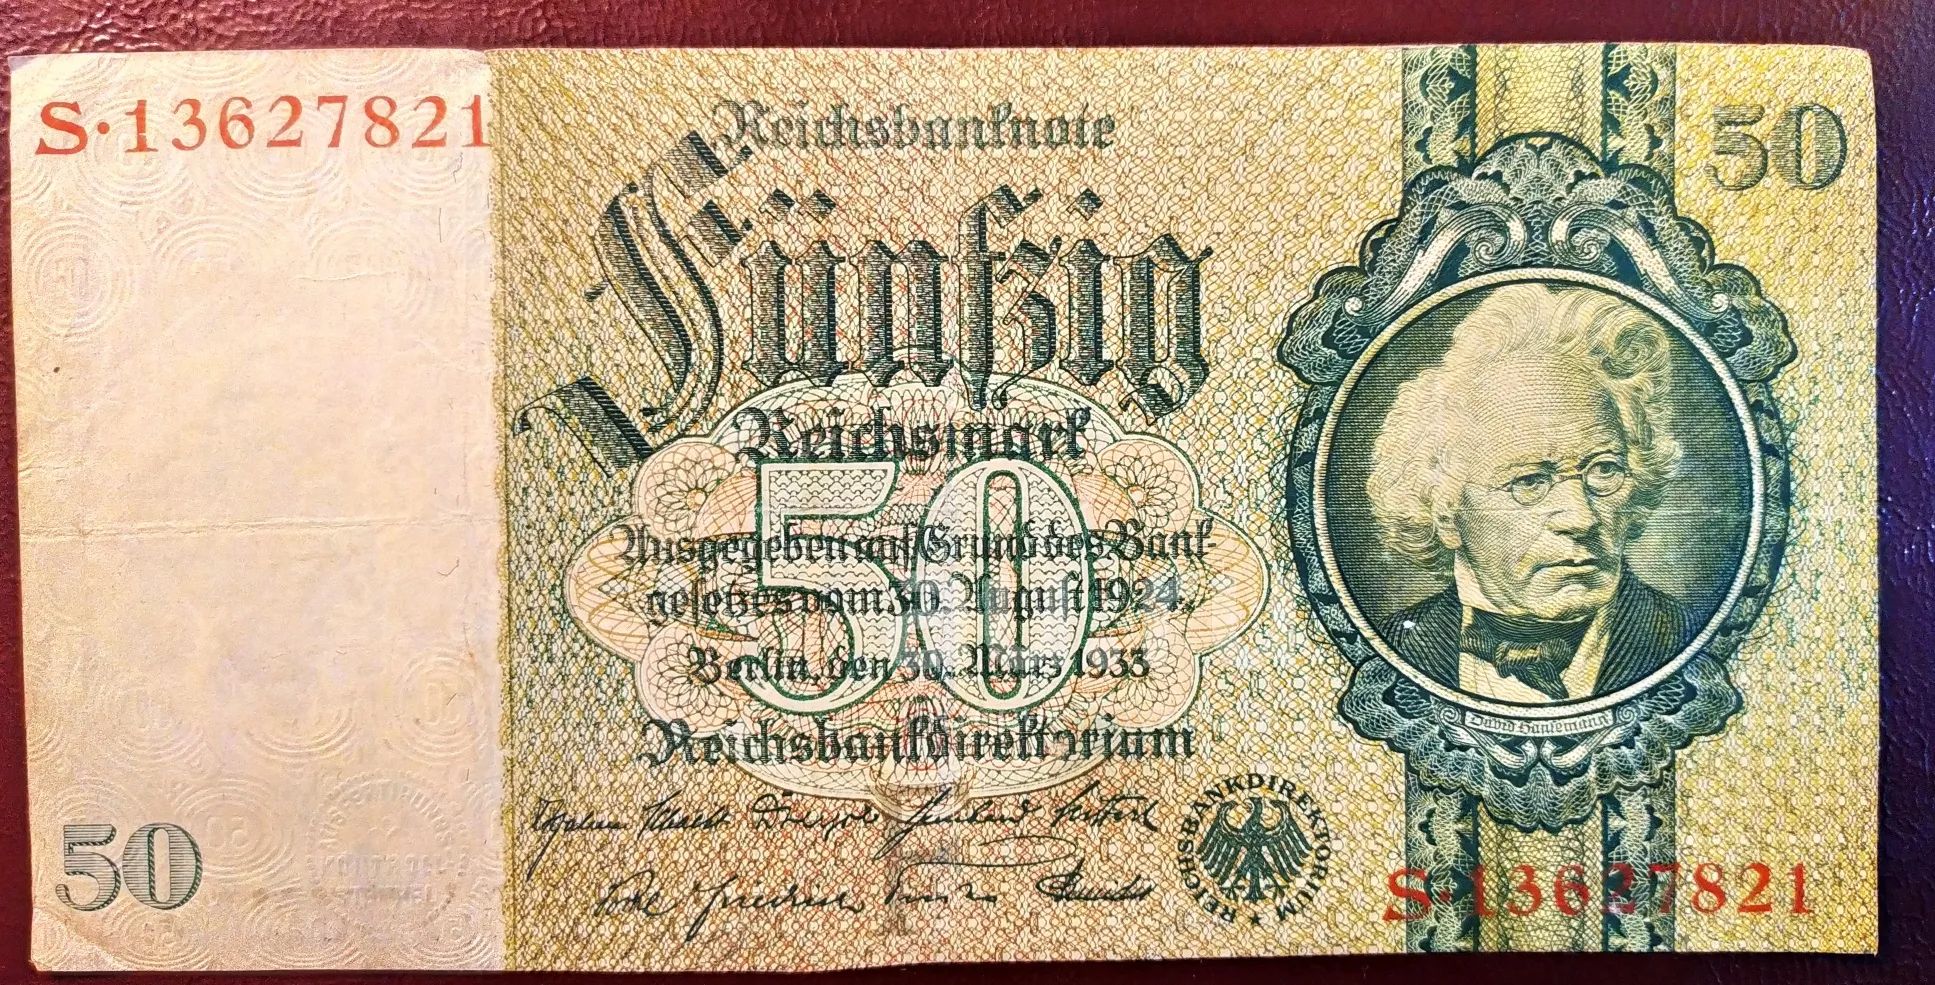 S·13627821
Reichsbanknote
50
Fünfzig
Reichsmark
50
Ausgegeben auf Grund des Bank-
gesetzes vom 30. August 1924.
Berlin, den 30. März 1933
Reichsbankdirektorium
David Hansemann
REICHSBANKDIREKTORIUM
50
S·13627821